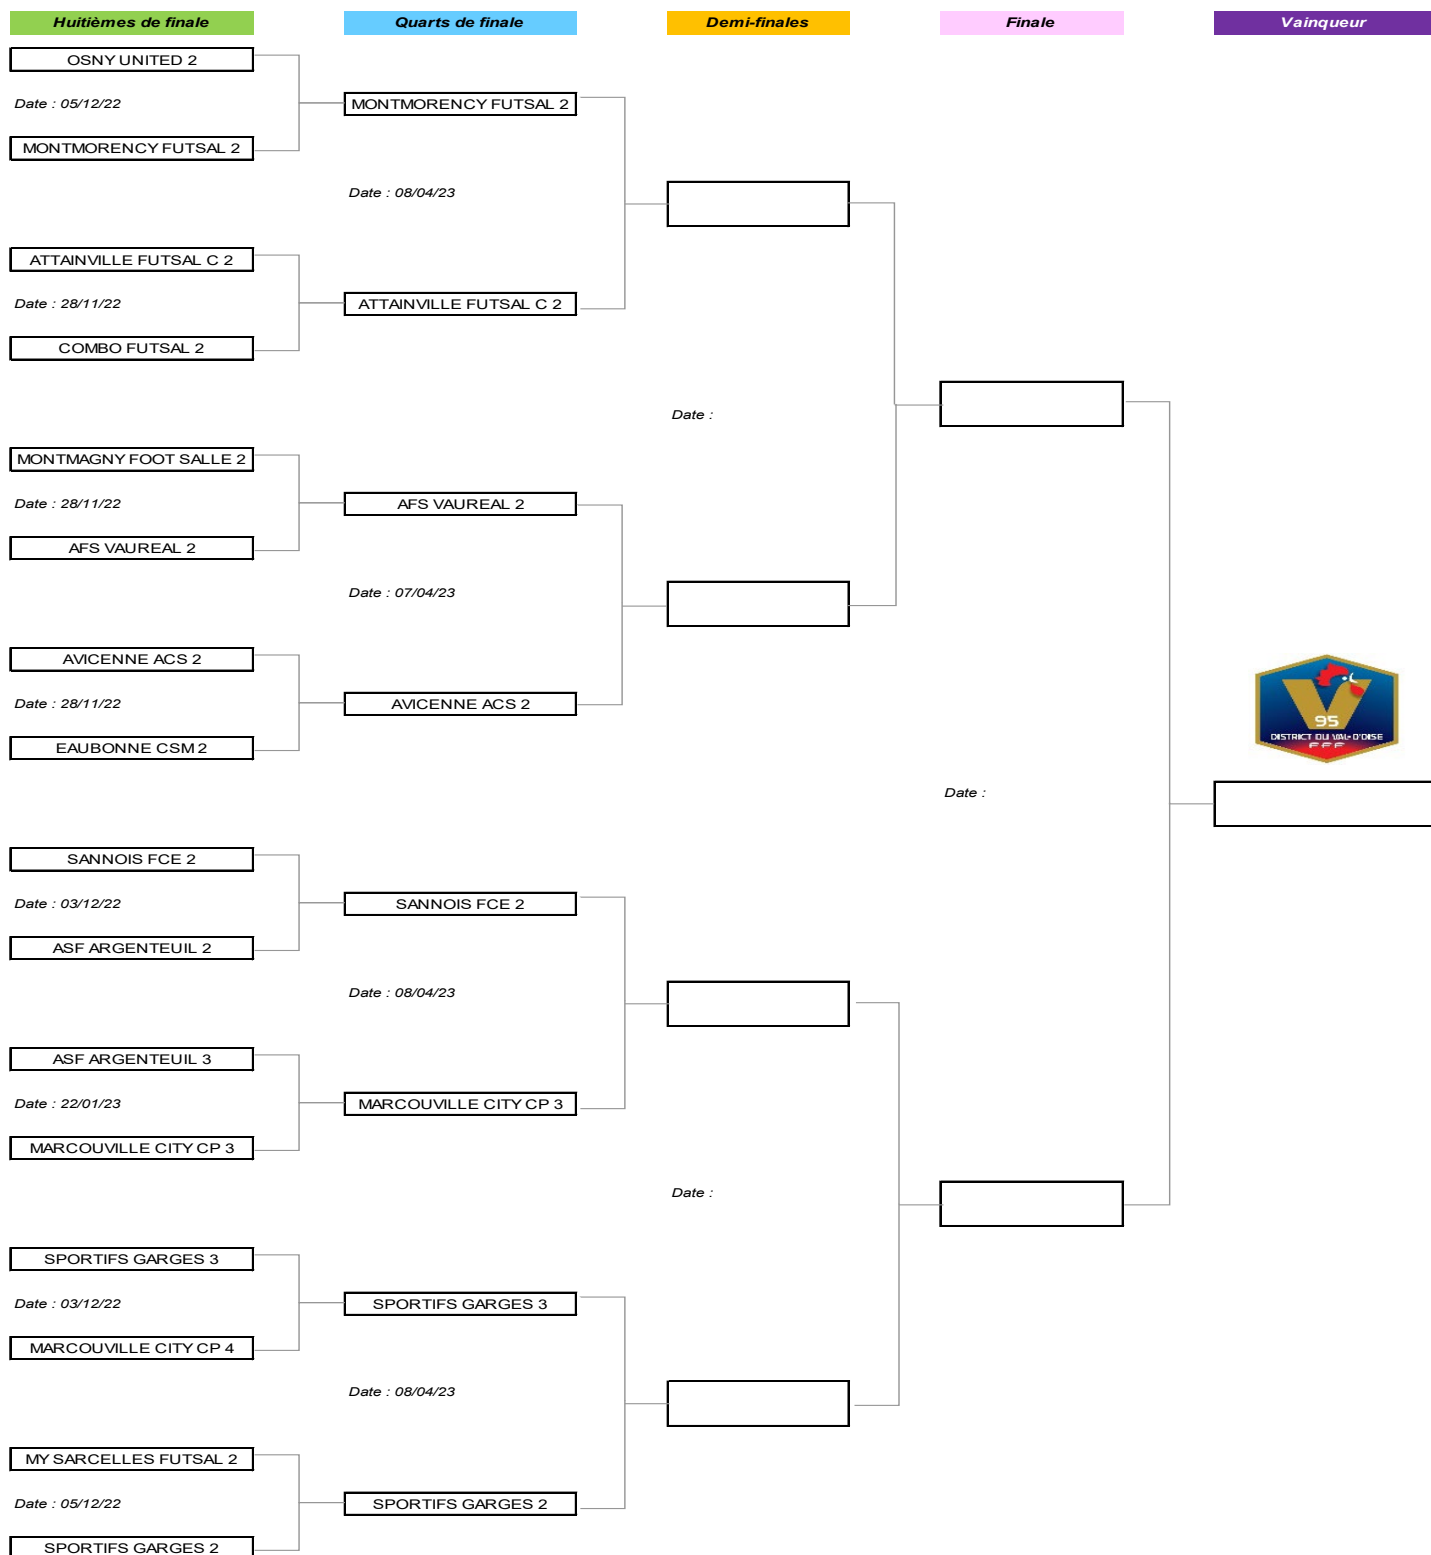 Huitièmes de finale
Quarts de finale
Demi-finales
Finale
Vainqueur
OSNY UNITED 2
Date : 05/12/22
MONTMORENCY FUTSAL 2
MONTMORENCY FUTSAL 2
Date : 08/04/23
ATTAINVILLE FUTSAL C 2
Date : 28/11/22
ATTAINVILLE FUTSAL C 2
COMBO FUTSAL 2
Date :
MONTMAGNY FOOT SALLE 2
Date : 28/11/22
AFS VAUREAL 2
AFS VAUREAL 2
Date : 07/04/23
AVICENNE ACS 2
Date : 28/11/22
AVICENNE ACS 2
EAUBONNE CSM 2
95
DISTRICT DU VAL-D'OISE
FFF
Date :
SANNOIS FCE 2
Date : 03/12/22
SANNOIS FCE 2
ASF ARGENTEUIL 2
Date : 08/04/23
ASF ARGENTEUIL 3
Date : 22/01/23
MARCOUVILLE CITY CP 3
MARCOUVILLE CITY CP 3
Date :
SPORTIFS GARGES 3
Date : 03/12/22
SPORTIFS GARGES 3
MARCOUVILLE CITY CP 4
Date : 08/04/23
MY SARCELLES FUTSAL 2
Date : 05/12/22
SPORTIFS GARGES 2
SPORTIFS GARGES 2